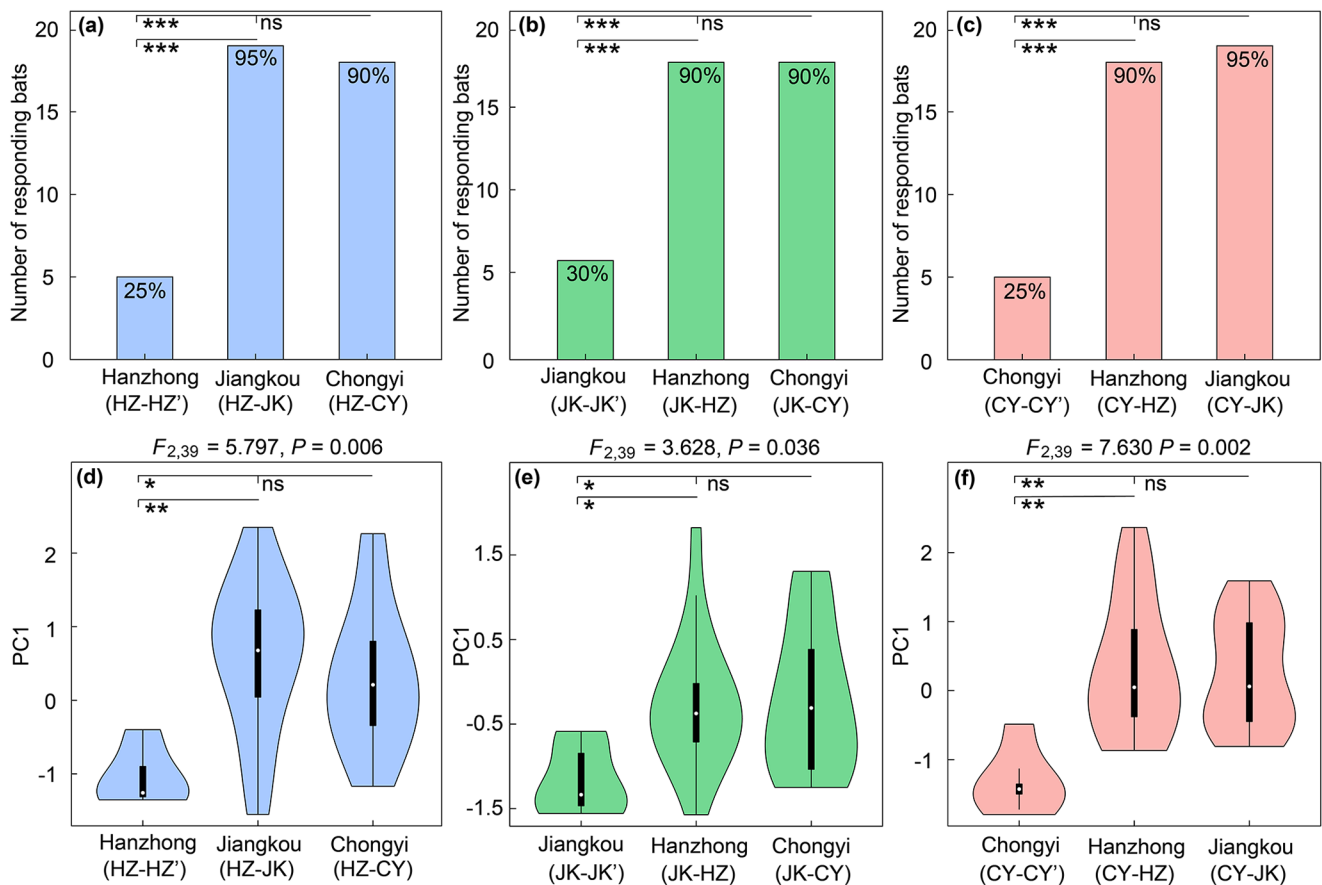 (a)
***
ns
***
20
15
10
5
0
Number of responding bats
25%
95%
90%
Hanzhong
(HZ-HZ’)
Jiangkou
(HZ-JK)
Chongyi
(HZ-CY)
(b)
***
ns
***
20
15
10
5
0
Number of responding bats
30%
90%
90%
Jiangkou
(JK-JK’)
Hanzhong
(JK-HZ)
Chongyi
(JK-CY)
(c)
***
ns
***
20
15
10
5
0
Number of responding bats
25%
90%
95%
Chongyi
(CY-CY’)
Hanzhong
(CY-HZ)
Jiangkou
(CY-JK)
F2,39 = 5.797, P = 0.006
(d)
*
ns
**
2
1
0
-1
PC1
Hanzhong
(HZ-HZ’)
Jiangkou
(HZ-JK)
Chongyi
(HZ-CY)
F2,39 = 3.628, P = 0.036
(e)
*
ns
*
1.5
0.5
-0.5
-1.5
PC1
Jiangkou
(JK-JK’)
Hanzhong
(JK-HZ)
Chongyi
(JK-CY)
F2,39 = 7.630 P = 0.002
(f)
**
ns
**
2
1
0
-1
PC1
Chongyi
(CY-CY’)
Hanzhong
(CY-HZ)
Jiangkou
(CY-JK)